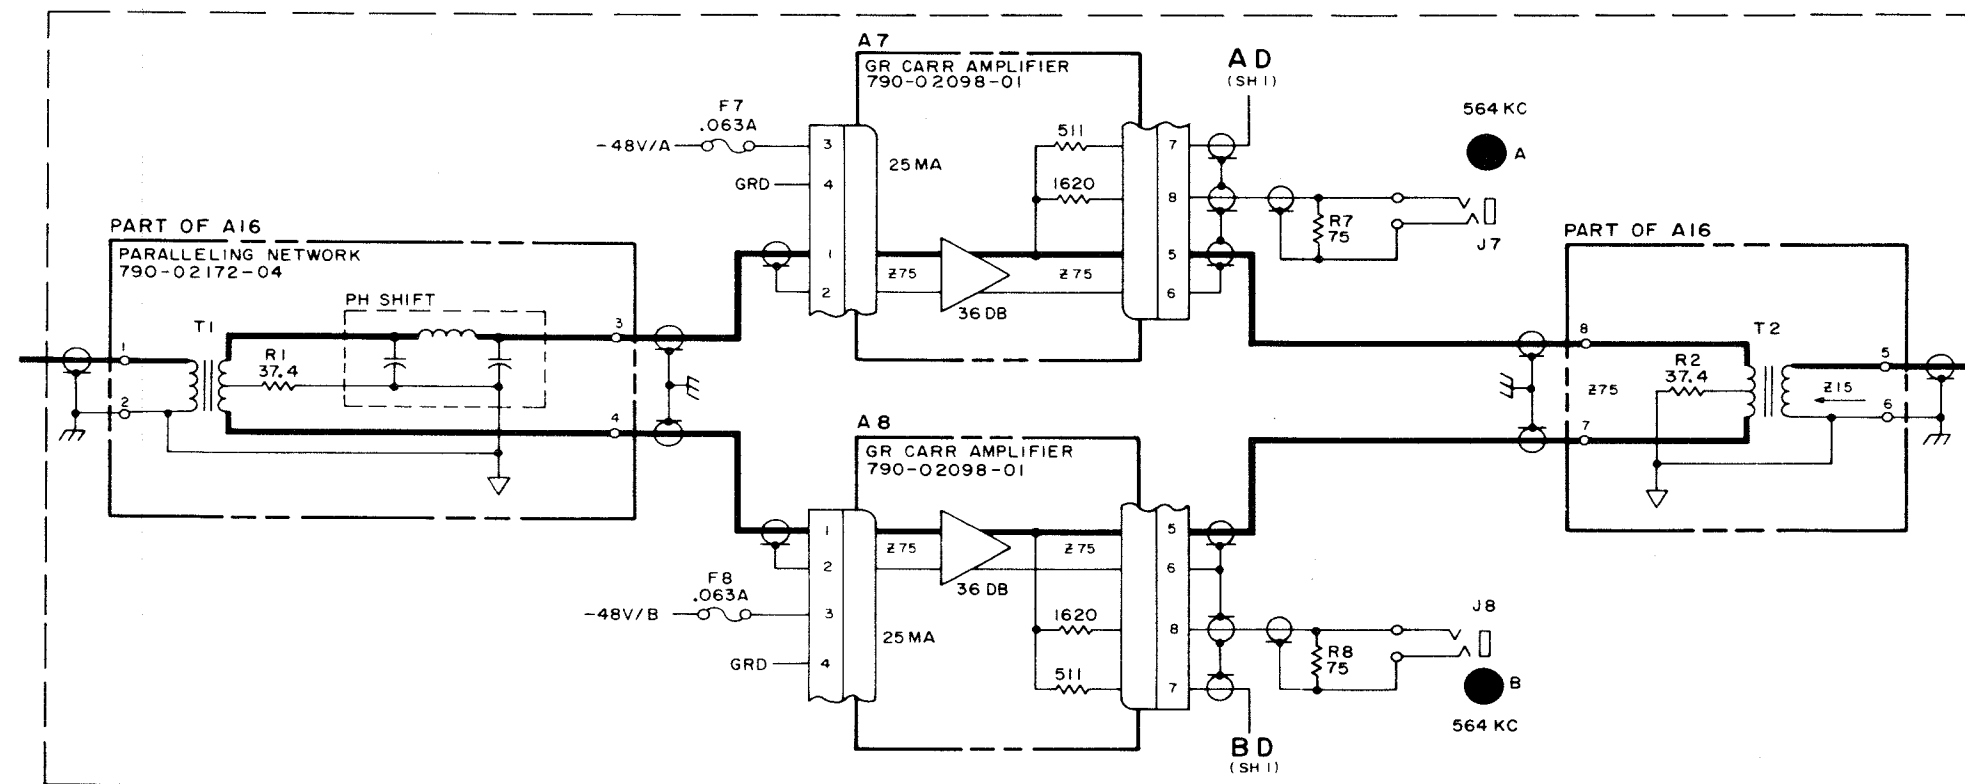 A7
GR CARR AMPLIFIER
790-02098-01
F7
.063A
-48V/A
3
GRD
4
25 MA
1
2
Z75
36 DB
Z75
511
1620
7
8
5
6
AD
(SH 1)
564 KC
A
R7
75
J7
PART OF A16
PARALLELING NETWORK
790-02172-04
PH SHIFT
T1
R1
37.4
1
2
3
4
A8
GR CARR AMPLIFIER
790-02098-01
1
2
Z75
36 DB
Z75
F8
.063A
-48V/B
3
25 MA
GRD
4
1620
511
5
6
8
7
BD
(SH 1)
R8
75
J8
B
564 KC
PART OF A16
8
T2
R2
37.4
Z75
7
5
Z15
6